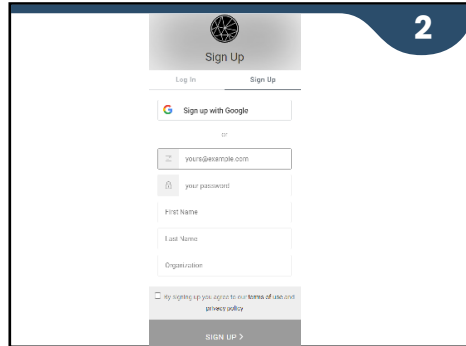 2
Sign Up
Log In Sign Up
Sign up with Google
or
yours@example.com
your password
First Name
Last Name
Organization
By signing up you agree to our terms of use and
privacy policy
SIGN UP >